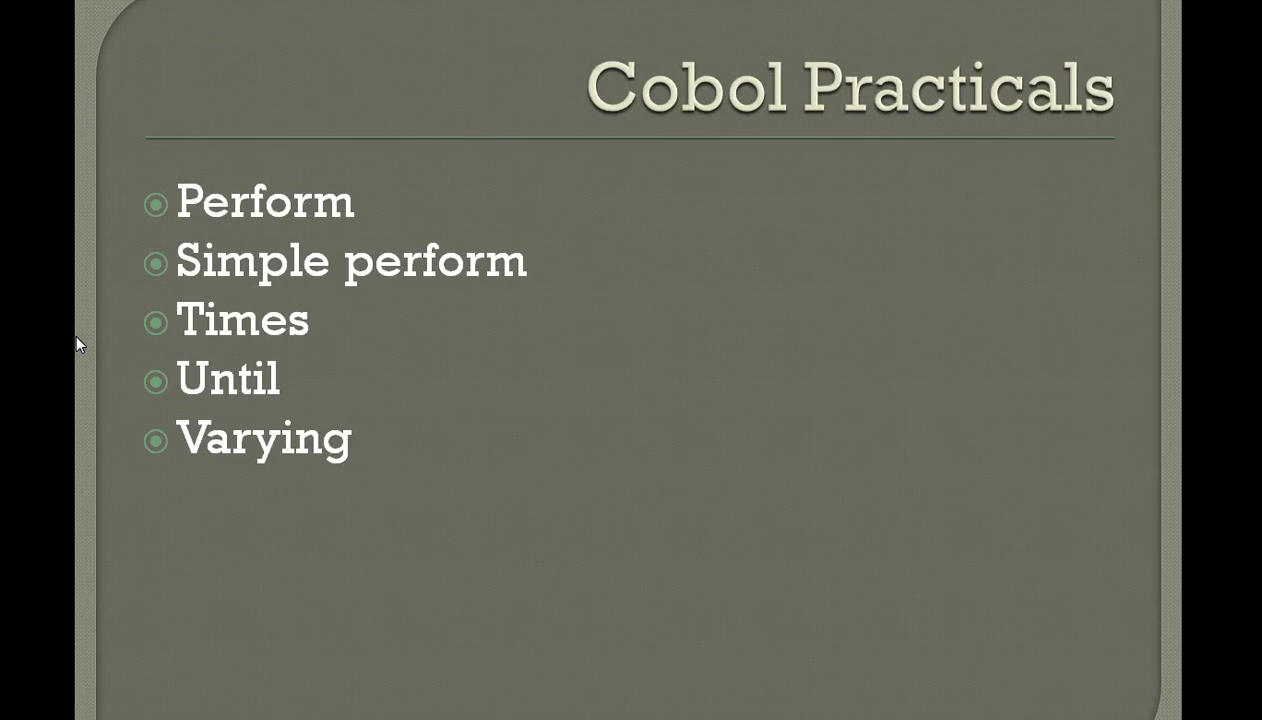 Cobol Practicals
Perform
Simple perform
Times
Until
Varying